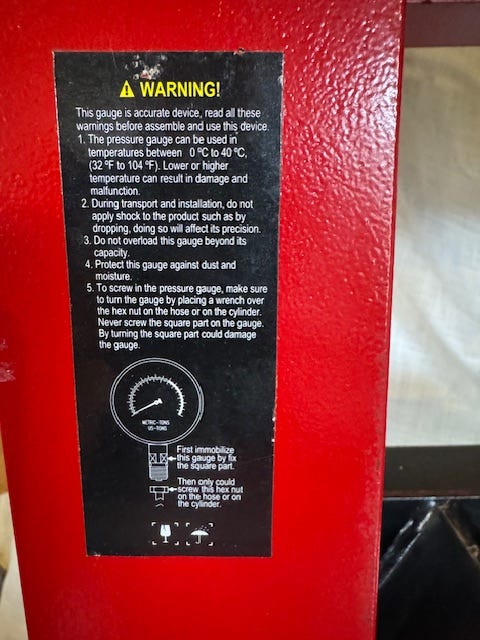 WARNING!
This gauge is accurate device, read all these
warnings before assemble and use this device.
1. The pressure gauge can be used in
temperatures between 0 ºC to 40 ºC,
(32 ºF to 104 ºF). Lower or higher
temperature can result in damage and
malfunction.
2. During transport and installation, do not
apply shock to the product such as by
dropping, doing so will affect its precision.
3. Do not overload this gauge beyond its
capacity.
4. Protect this gauge against dust and
moisture.
5. To screw in the pressure gauge, make sure
to turn the gauge by placing a wrench over
the hex nut on the hose or on the cylinder.
Never screw the square part on the gauge.
By turning the square part could damage
the gauge.
METRIC-TONS
US-TONS
First immobilize
this gauge by fix
the square part.
Then only could
screw this hex nut
on the hose or on
the cylinder.